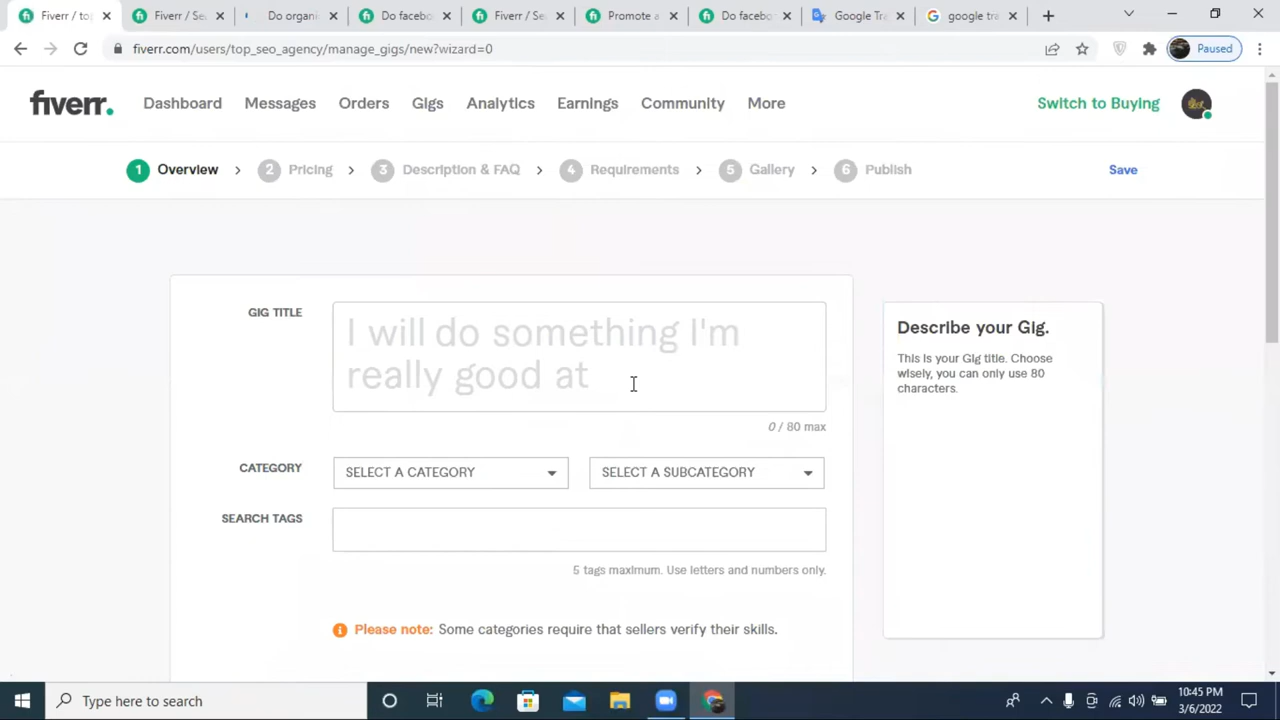 Fiverr / top
Fiverr / Sea
Do organi
Do facebo
Fiverr / Sea
Promote a
Do facebo
Google Tra
google tra
fiverr.com/users/top_seo_agency/manage_gigs/new?wizard=0
Paused
fiverr.
Dashboard
Messages
Orders
Gigs
Analytics
Earnings
Community
More
Switch to Buying
1 Overview
2 Pricing
3 Description & FAQ
4 Requirements
5 Gallery
6 Publish
Save
GIG TITLE
I will do something I'm
really good at
0 / 80 max
CATEGORY
SELECT A CATEGORY
SELECT A SUBCATEGORY
SEARCH TAGS
5 tags maximum. Use letters and numbers only.
Please note: Some categories require that sellers verify their skills.
Describe your Gig.
This is your Gig title. Choose
wisely, you can only use 80
characters.
Type here to search
10:45 PM
3/6/2022